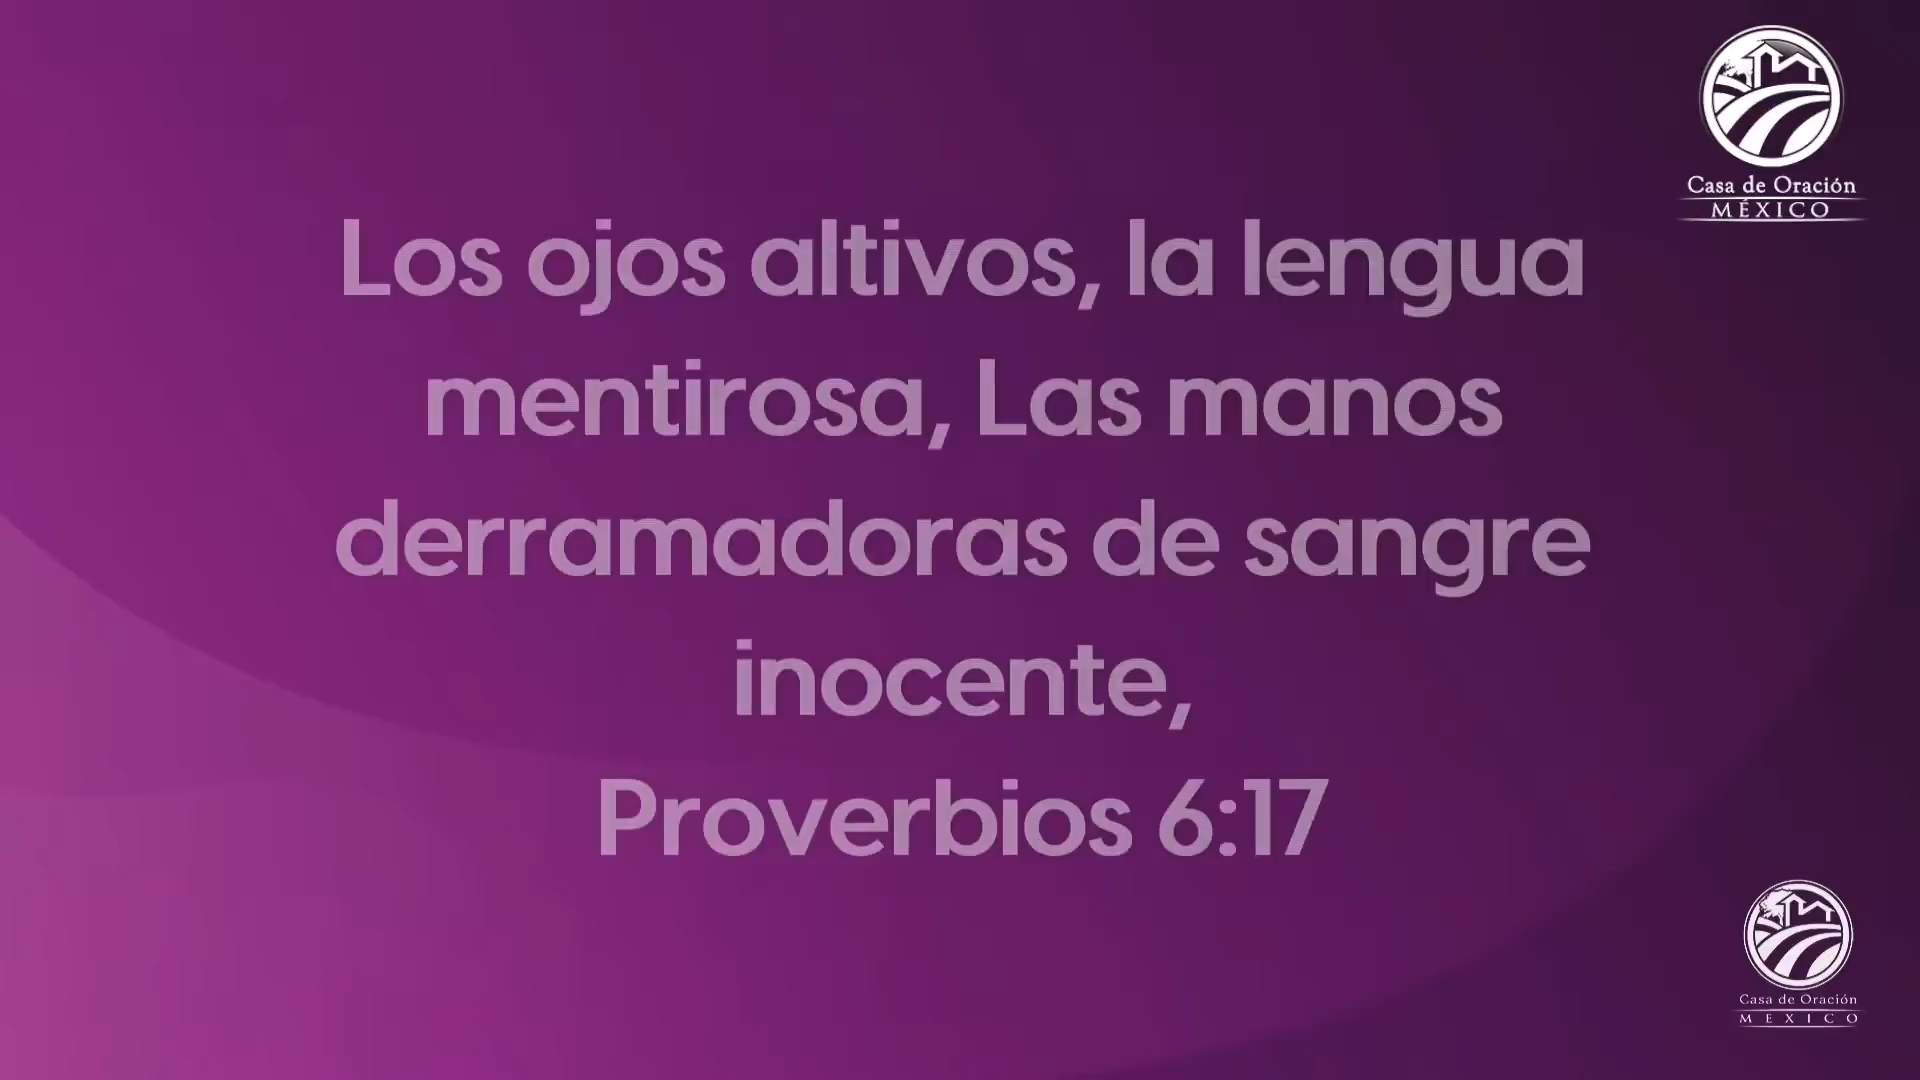 Casa de Oración
MÉXICO
Los ojos altivos, la lengua
mentirosa, Las manos
derramadoras de sangre
inocente,
Proverbios 6:17
Casa de Oración
MEXICO